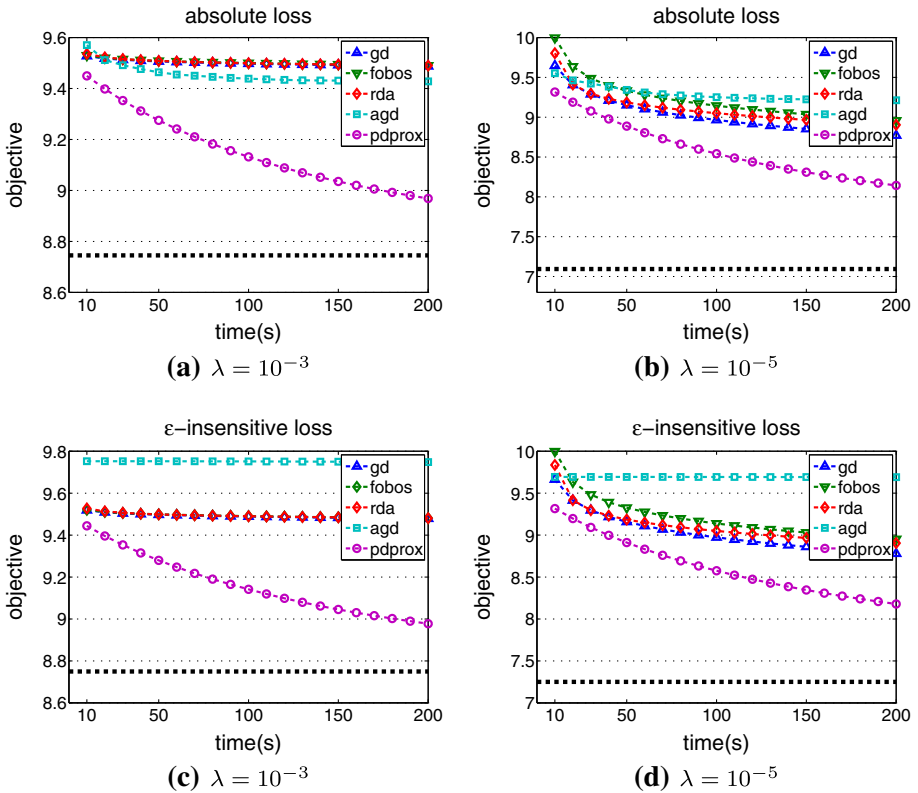 absolute loss
9.6
9.4
9.2
9
8.8
8.6
objective
gd
fobos
rda
agd
pdprox
10 50 100 150 200
time(s)
(a) λ = 10⁻³
absolute loss
10
9.5
9
8.5
8
7.5
7
objective
gd
fobos
rda
agd
pdprox
10 50 100 150 200
time(s)
(b) λ = 10⁻⁵
ε-insensitive loss
9.8
9.6
9.4
9.2
9
8.8
8.6
objective
gd
fobos
rda
agd
pdprox
10 50 100 150 200
time(s)
(c) λ = 10⁻³
ε-insensitive loss
10
9.5
9
8.5
8
7.5
7
objective
gd
fobos
rda
agd
pdprox
10 50 100 150 200
time(s)
(d) λ = 10⁻⁵